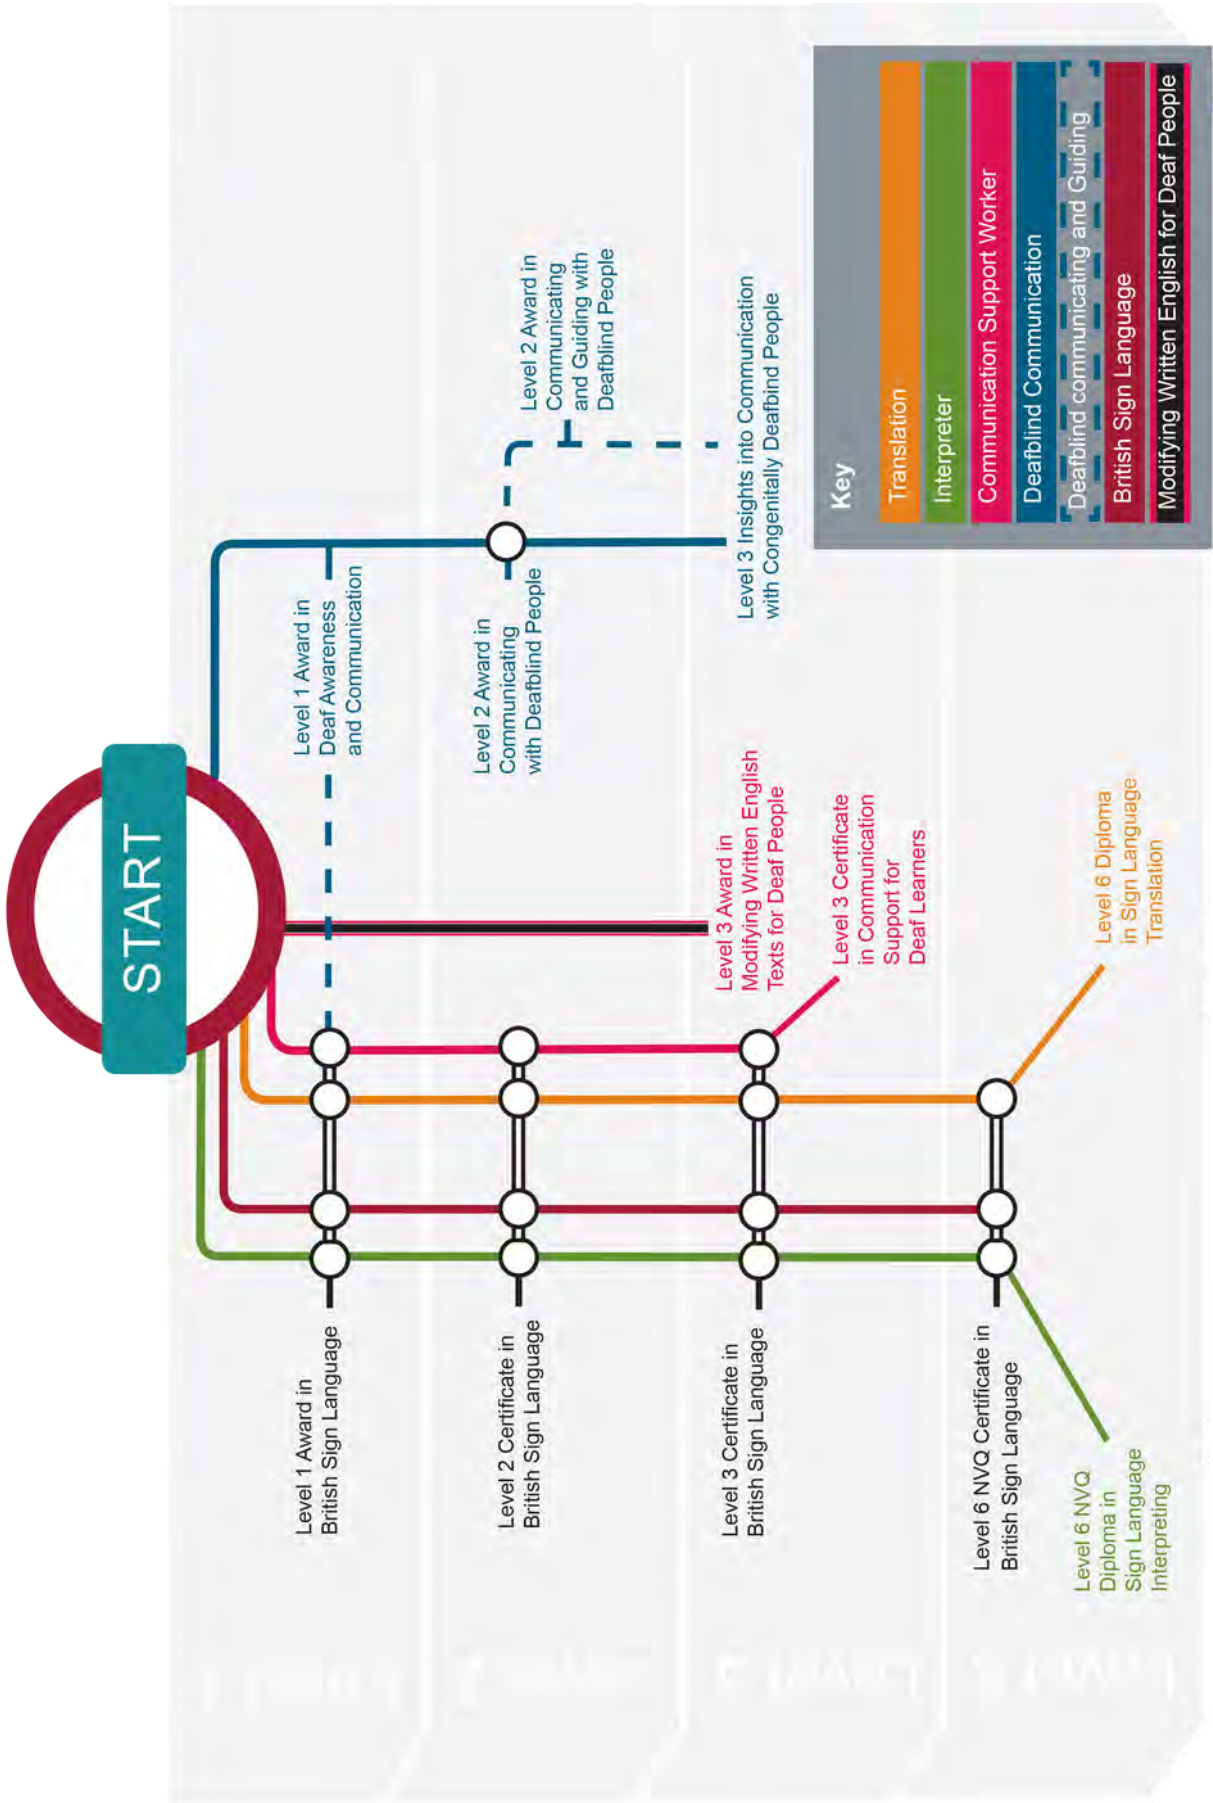 START
Level 1 Award in
British Sign Language
Level 2 Certificate in
British Sign Language
Level 3 Certificate in
British Sign Language
Level 6 NVQ Certificate in
British Sign Language
Level 6 NVQ
Diploma in
Sign Language
Interpreting
Level 6 Diploma
in Sign Language
Translation
Level 3 Certificate
in Communication
Support for
Deaf Learners
Level 3 Award in
Modifying Written English
Texts for Deaf People
Level 1 Award in
Deaf Awareness
and Communication
Level 2 Award in
Communicating
with Deafblind People
Level 2 Award in
Communicating
and Guiding with
Deafblind People
Level 3 Insights into Communication
with Congenitally Deafbind People
Key
Translation
Interpreter
Communication Support Worker
Deafblind Communication
Deafblind communicating and Guiding
British Sign Language
Modifying Written English for Deaf People